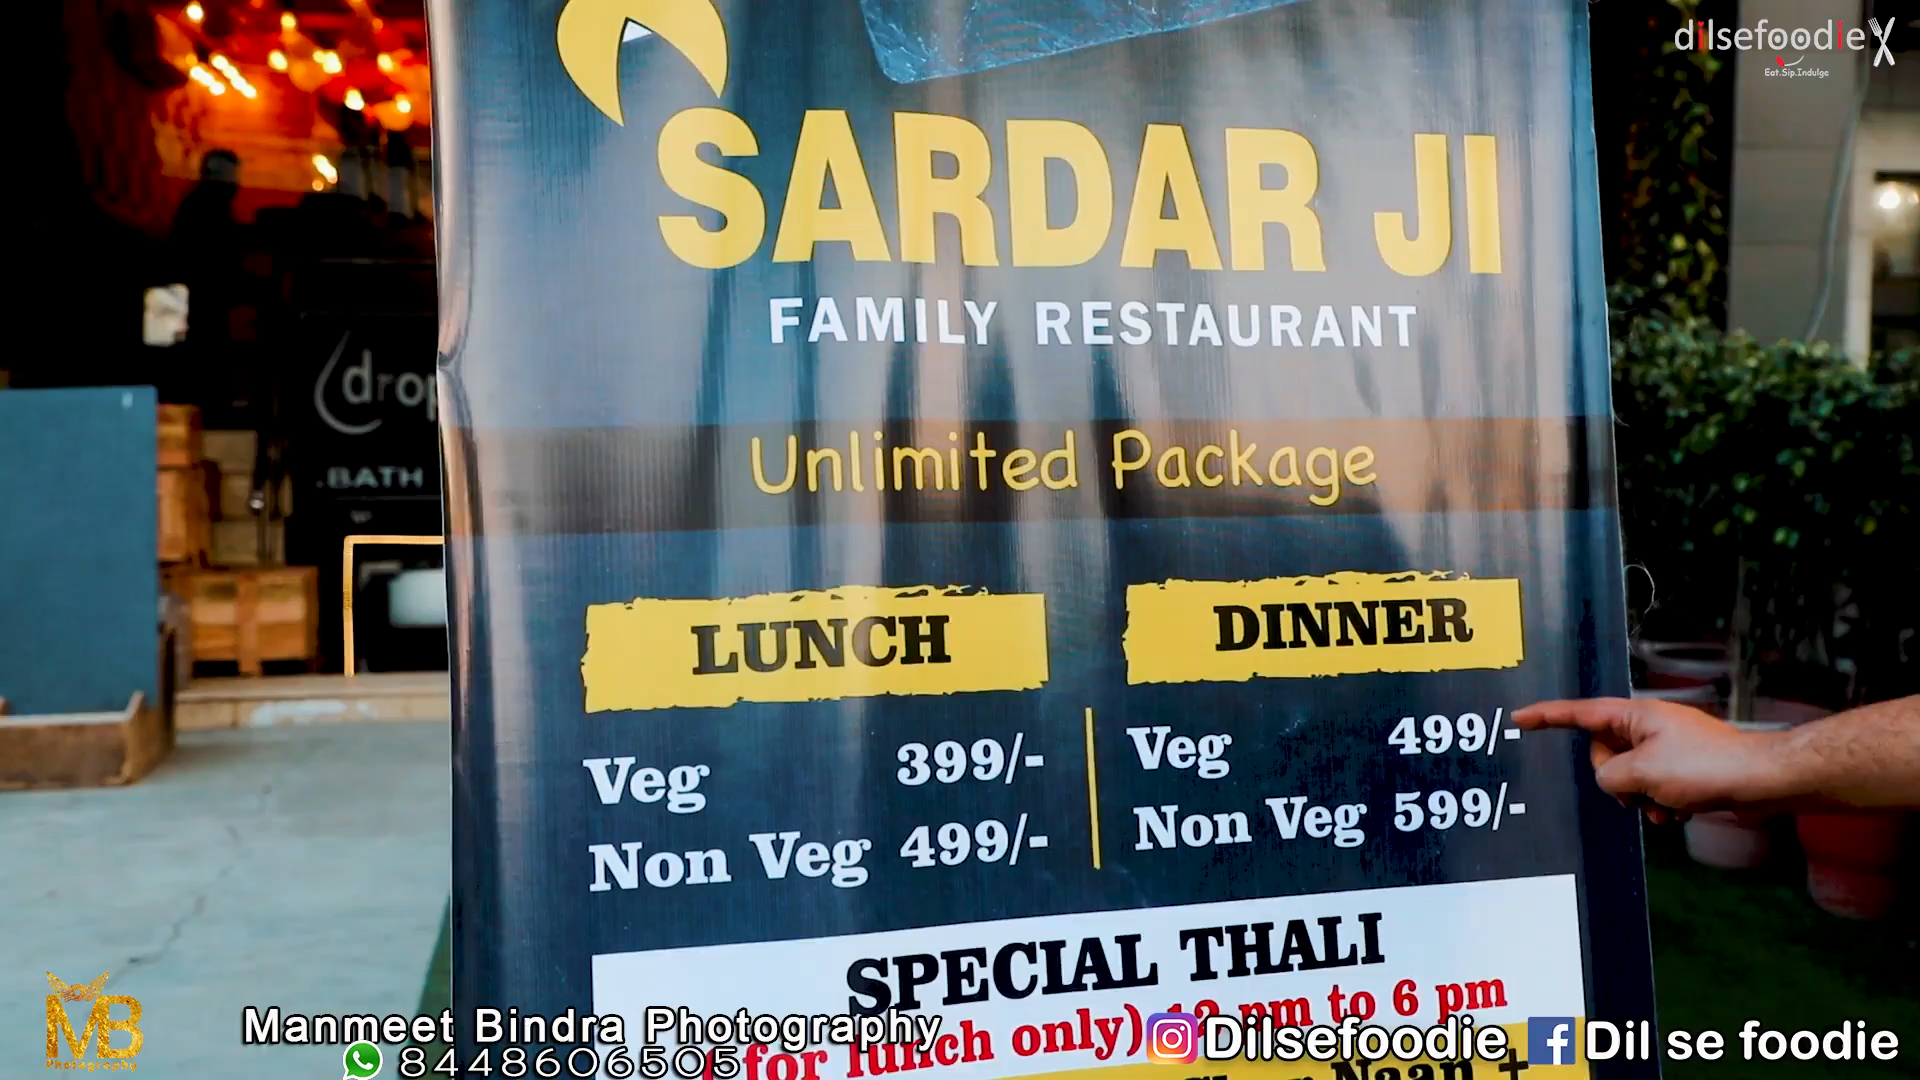 dilsefoodie
Eat.Sip.Indulge
SARDAR JI
FAMILY RESTAURANT
drop
.BATH
Unlimited Package
LUNCH
Veg 399/-
Non Veg 499/-
DINNER
Veg 499/-
Non Veg 599/-
SPECIAL THALI
(for lunch only) 12 pm to 6 pm
Naan +
MB
Photography
Manmeet Bindra Photography
8448606505
Dilsefoodie
Dil se foodie